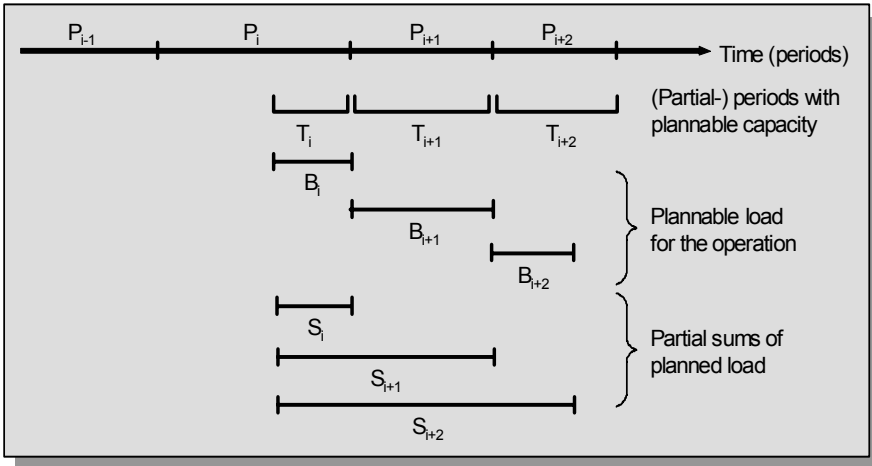 P_{i-1} P_i P_{i+1} P_{i+2}
Time (periods)
(Partial-) periods with
plannable capacity
T_i T_{i+1} T_{i+2}
B_i
B_{i+1}
B_{i+2}
Plannable load
for the operation
S_i
S_{i+1}
S_{i+2}
Partial sums of
planned load